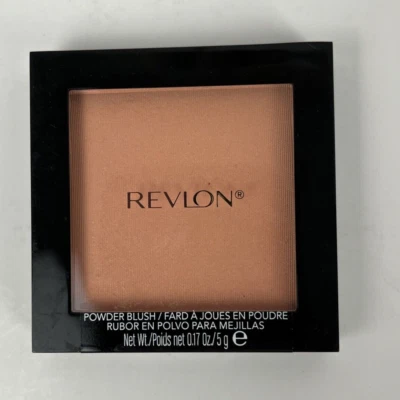 REVLON®
POWDER BLUSH / FARD À JOUES EN POUDRE
RUBOR EN POLVO PARA MEJILLAS
Net Wt./Poids net 0.17 Oz./5 g ℮